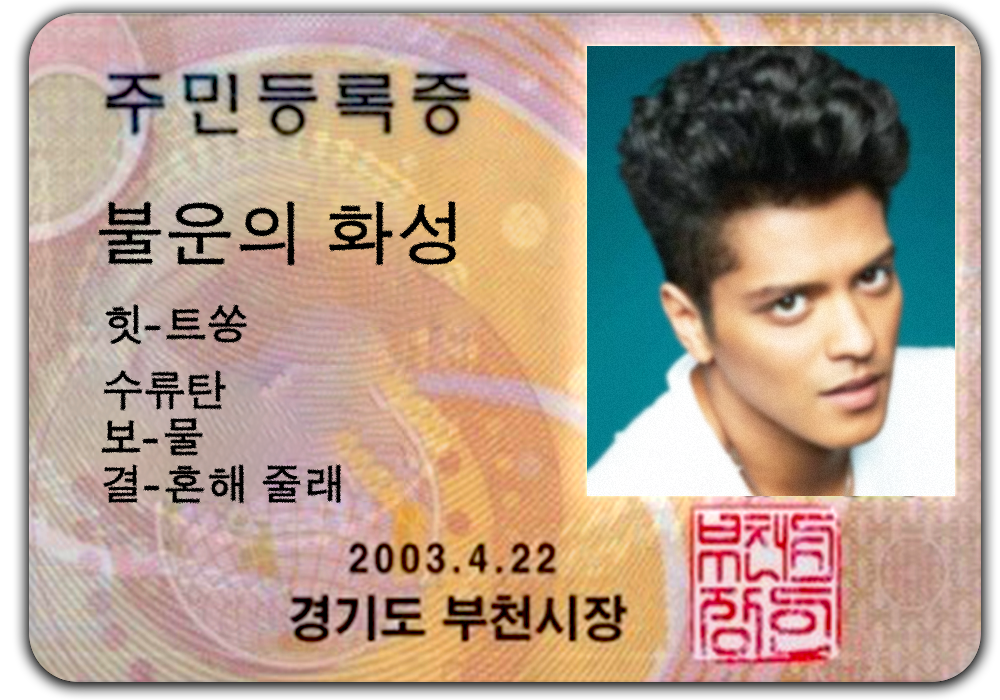 주민등록증
불운의 화성
힛-트쏭
수류탄
보-물
결-혼해 줄래
2003.4.22
경기도 부천시장